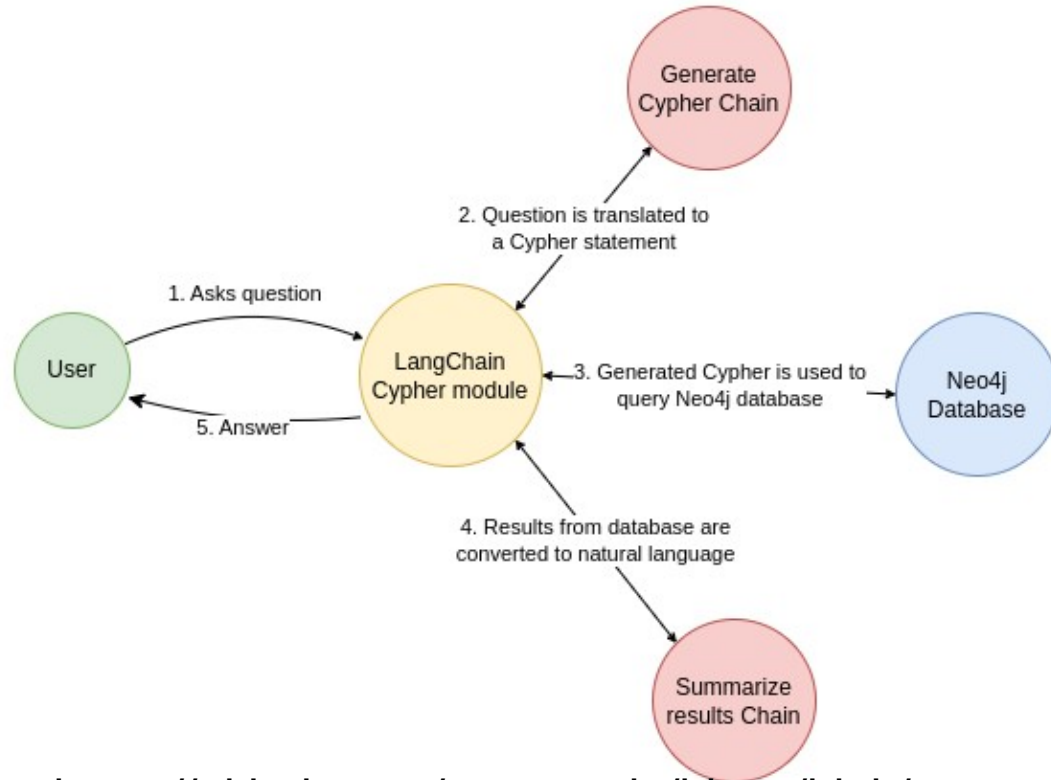 Generate
Cypher Chain
2. Question is translated to
a Cypher statement
1. Asks question
User
LangChain
Cypher module
3. Generated Cypher is used to
query Neo4j database
Neo4j
Database
5. Answer
4. Results from database are
converted to natural language
Summarize
results Chain